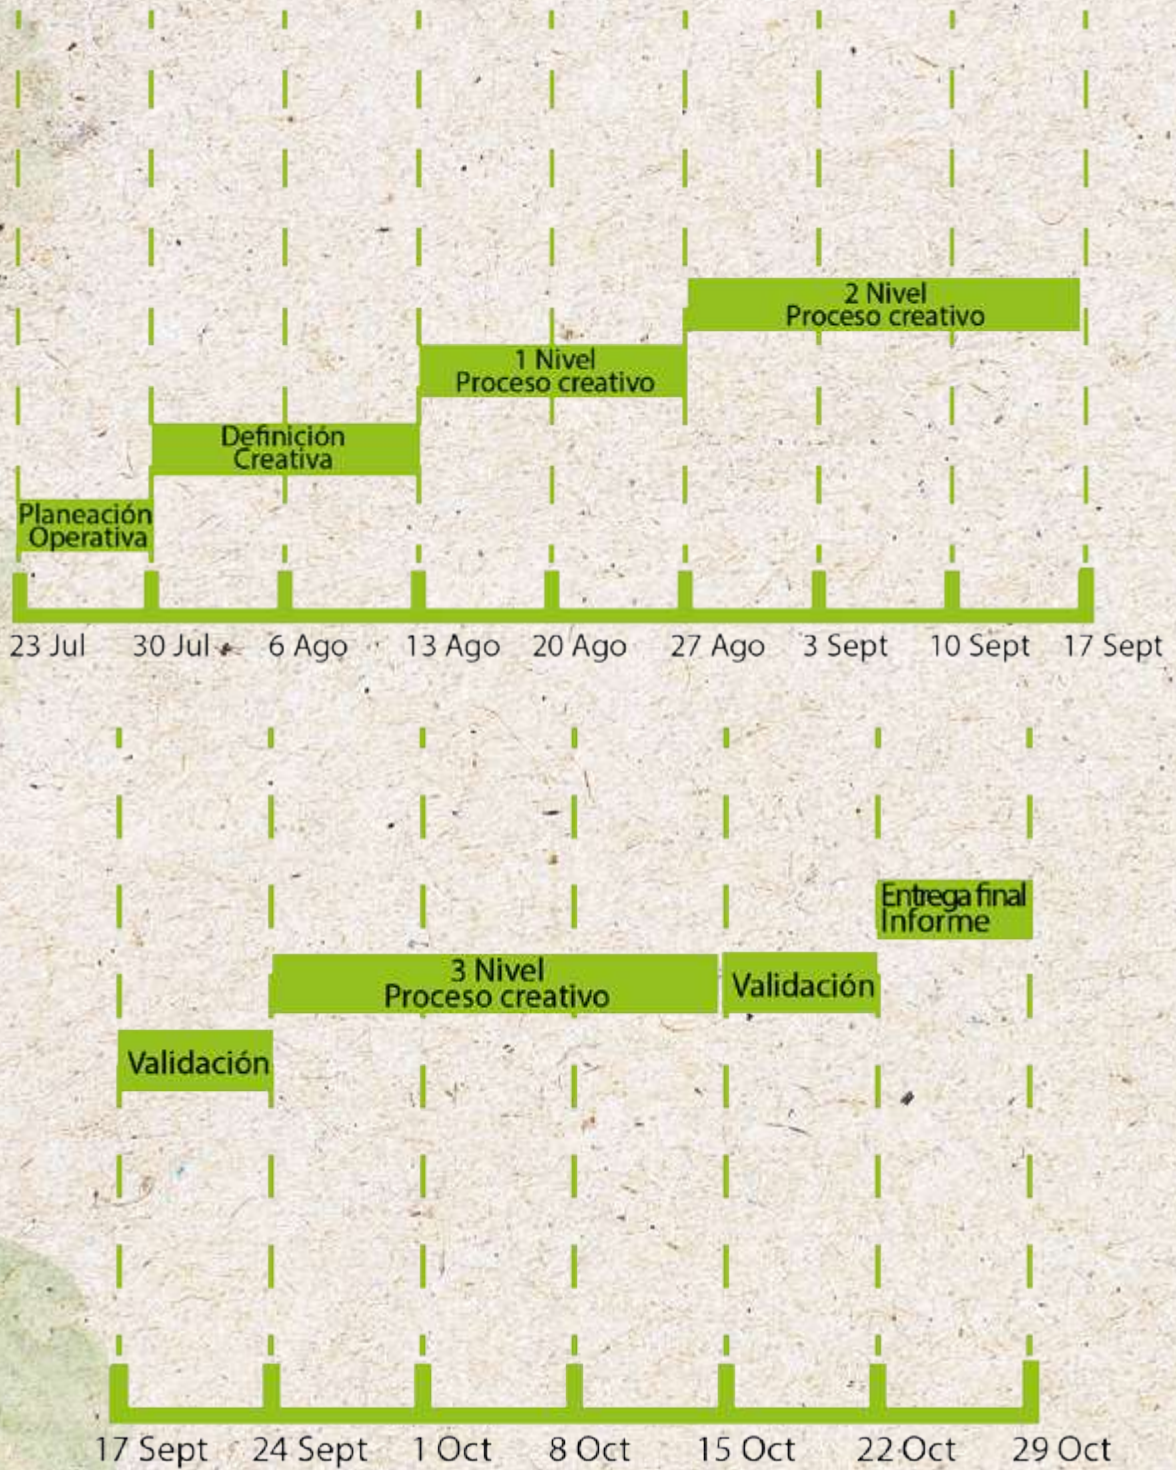 2 Nivel
Proceso creativo
1 Nivel
Proceso creativo
Definición
Creativa
Planeación
Operativa
23 Jul 30 Jul 6 Ago 13 Ago 20 Ago 27 Ago 3 Sept 10 Sept 17 Sept
Entrega final
Informe
3 Nivel
Proceso creativo
Validación
Validación
17 Sept 24 Sept 1 Oct 8 Oct 15 Oct 22 Oct 29 Oct